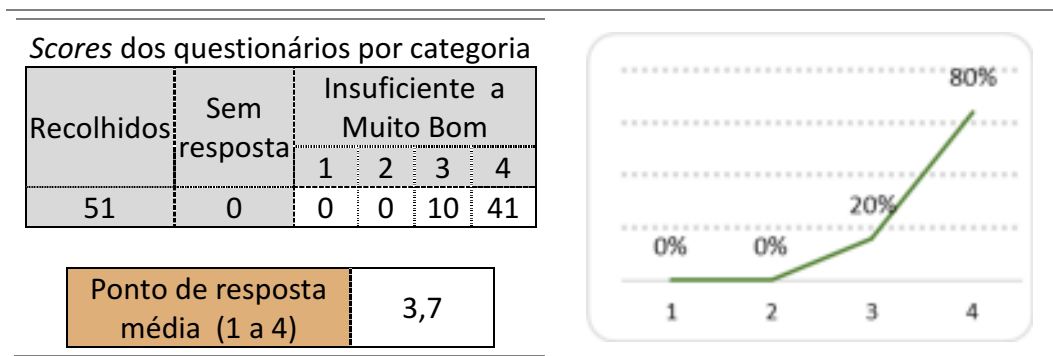 Scores dos questionários por categoria
Recolhidos
Sem
resposta
Insuficiente a
Muito Bom
1 2 3 4
51 0 0 0 10 41
Ponto de resposta
média (1 a 4)
3,7
80%
20%
0% 0%
1 2 3 4